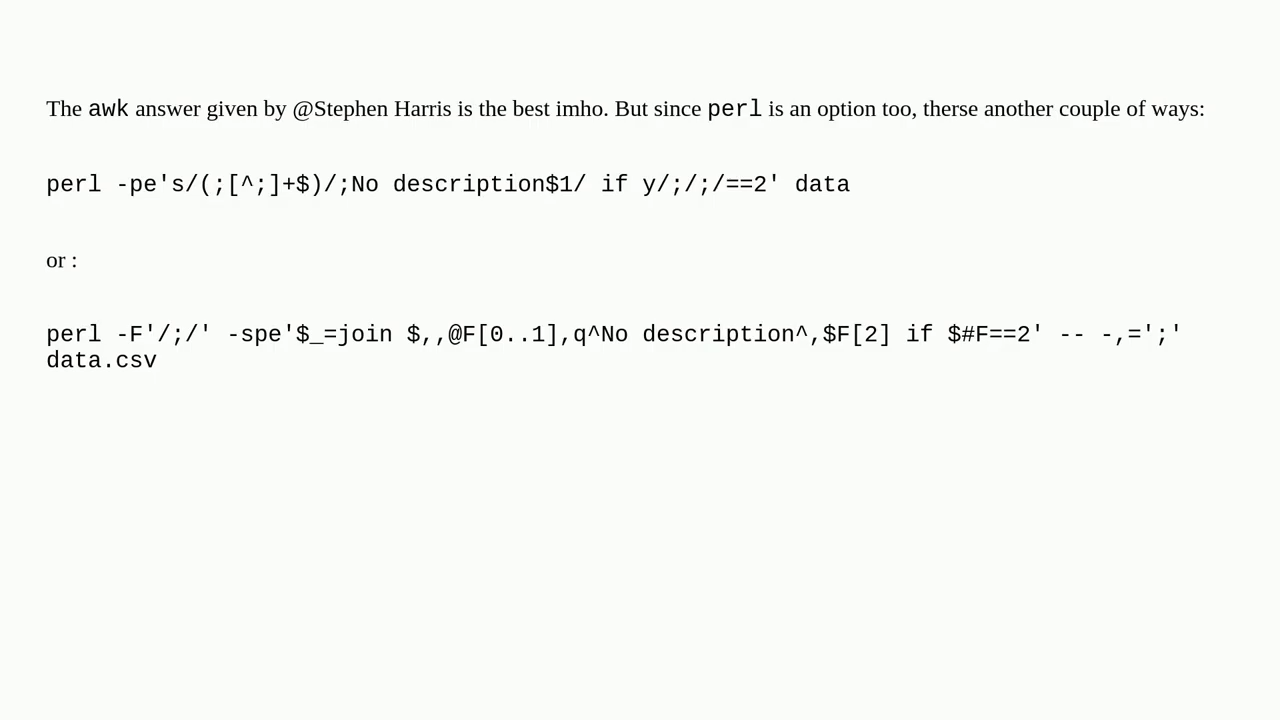 The awk answer given by @Stephen Harris is the best imho. But since perl is an option too, therse another couple of ways:
perl -pe's/(;[^;]+$)/;No description$1/ if y/;/;/==2' data
or :
perl -F'/;/' -spe'$_=join $,,@F[0..1],q^No description^,$F[2] if $#F==2' -- -,=';'
data.csv